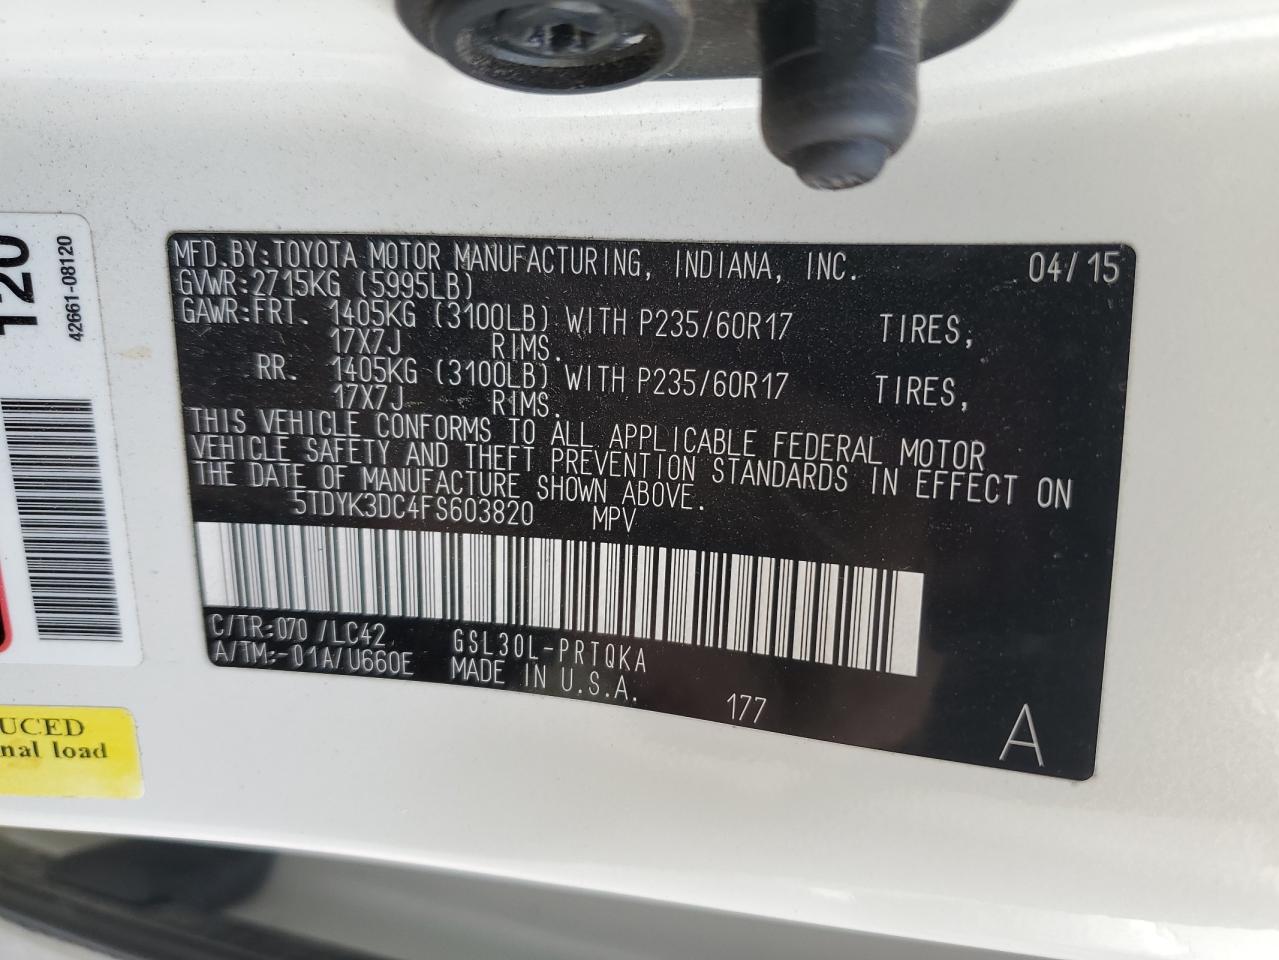 MFD.BY:TOYOTA MOTOR MANUFACTURING, INDIANA, INC. 04/15
GVWR:2715KG (5995LB)
GAWR:FRT. 1405KG (3100LB) WITH P235/60R17 TIRES,
17X7J RIMS.
RR. 1405KG (3100LB) WITH P235/60R17 TIRES,
17X7J RIMS.
THIS VEHICLE CONFORMS TO ALL APPLICABLE FEDERAL MOTOR
VEHICLE SAFETY AND THEFT PREVENTION STANDARDS IN EFFECT ON
THE DATE OF MANUFACTURE SHOWN ABOVE.
5TDYK3DC4FS603820 MPV
C/TR:070 /LC42 GSL30L-PRTQKA
A/TM:-01A/U660E MADE IN U.S.A.
177
A
120
42661-08120
UCED
nal load